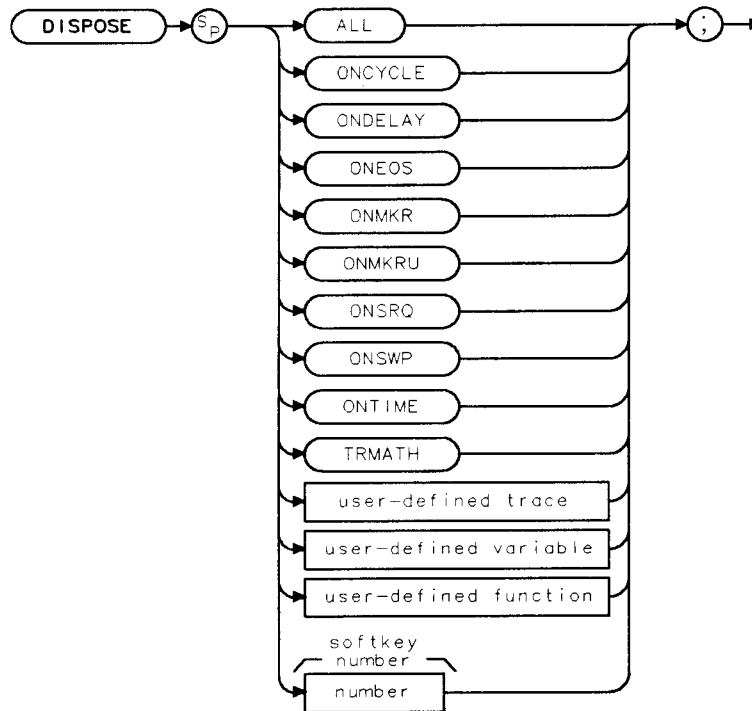 DISPOSE SP ALL ;
ONCYCLE
ONDELAY
ONEOS
ONMKR
ONMKRU
ONSRQ
ONSWP
ONTIME
TRMATH
user-defined trace
user-defined variable
user-defined function
softkey
number
number